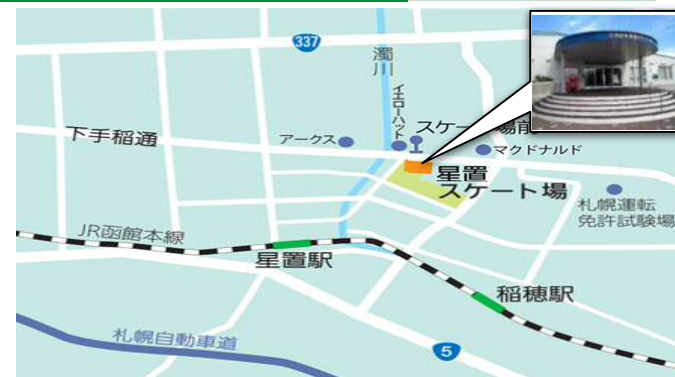 337
濁川
イエローハット
スケート場前
アークス
マクドナルド
下手稲通
星置
スケート場
札幌運転
免許試験場
JR函館本線
星置駅
稲穂駅
札幌自動車道
5